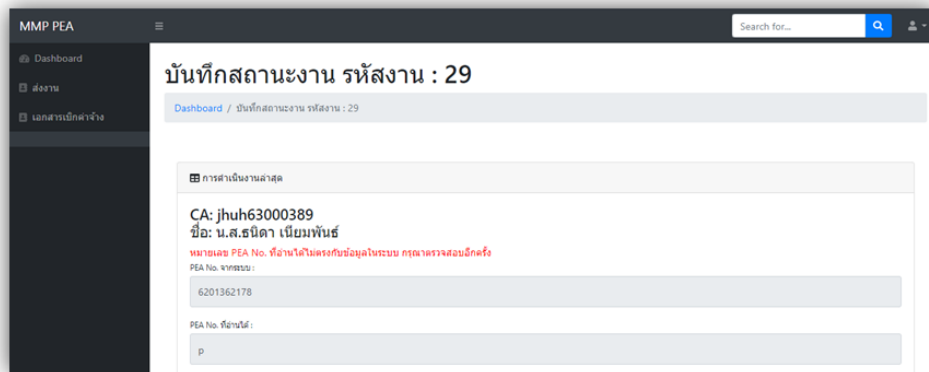 MMP PEA
Search for...
Dashboard
ส่งงาน
เอกสารเบิกค่าจ้าง
บันทึกสถานะงาน รหัสงาน : 29
Dashboard / บันทึกสถานะงาน รหัสงาน : 29
การดำเนินงานล่าสุด
CA: jhuh63000389
ชื่อ: น.ส.ธนิดา เนียมพันธ์
หมายเลข PEA No. ที่อ่านได้ไม่ตรงกับข้อมูลในระบบ กรุณาตรวจสอบอีกครั้ง
PEA No. จากระบบ :
6201362178
PEA No. ที่อ่านได้ :
p